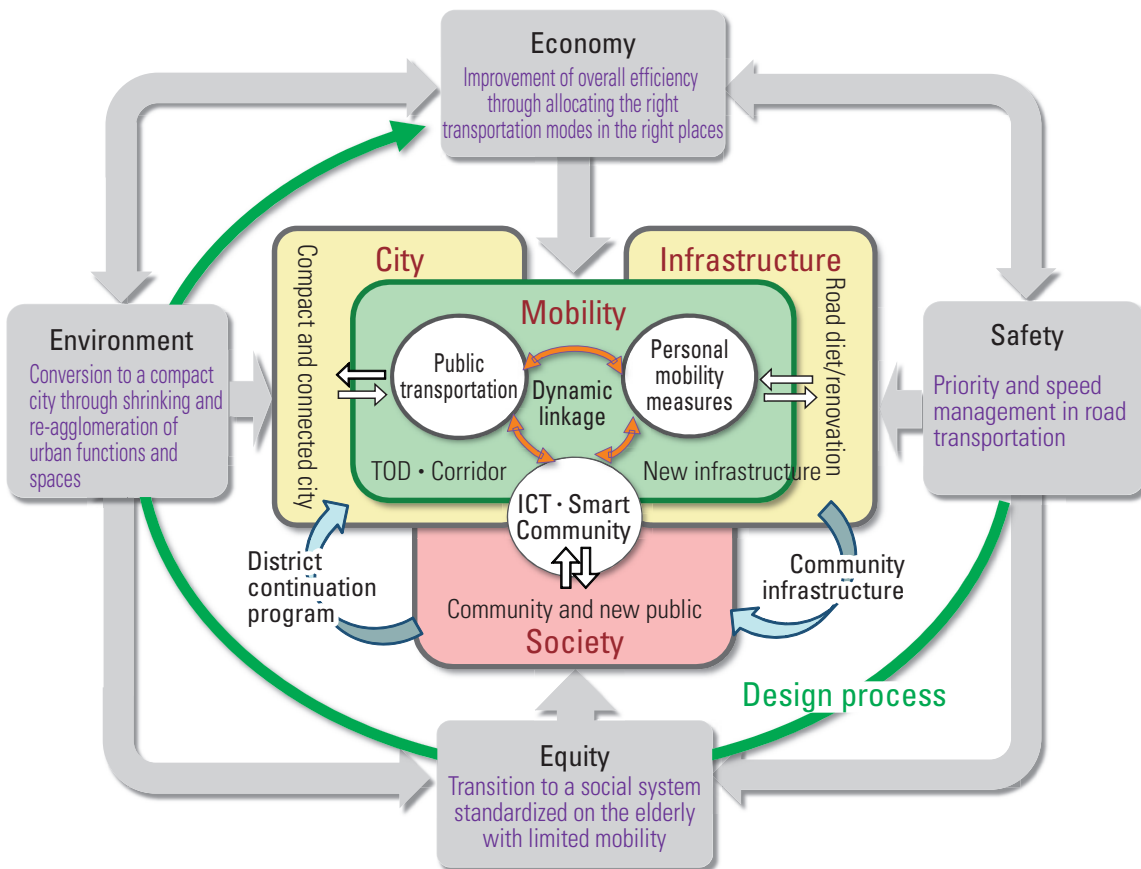 Economy
Improvement of overall efficiency
through allocating the right
transportation modes in the right places
City
Infrastructure
Compact and connected city
Road diet/renovation
Mobility
Public
transportation
Personal
mobility
measures
Dynamic
linkage
TOD・Corridor
New infrastructure
ICT・Smart
Community
Environment
Conversion to a compact
city through shrinking and
re-agglomeration of
urban functions and
spaces
Safety
Priority and speed
management in road
transportation
District
continuation
program
Community
infrastructure
Community and new public
Society
Design process
Equity
Transition to a social system
standardized on the elderly
with limited mobility